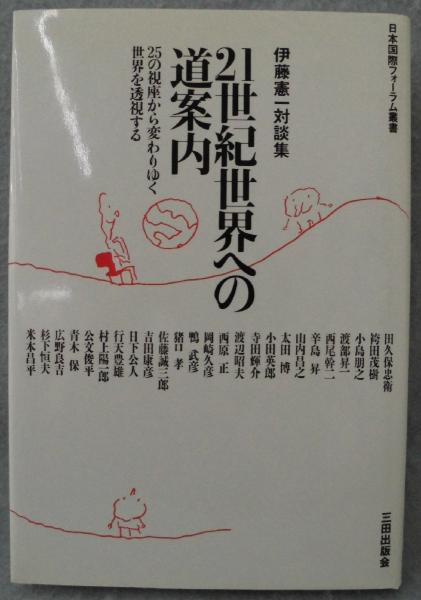 日本国際フォーラム叢書
伊藤憲一対談集
21世紀世界への
道案内
25の視座から変わりゆく
世界を透視する
田久保忠衛
袴田茂樹
小島朋之
渡部昇一
西尾幹二
辛島昇
山内昌之
太田博
小田英郎
寺田輝介
渡辺昭夫
西原正
岡崎久彦
鴨武彦
猪口孝
佐藤誠三郎
吉田康彦
日下公人
行天豊雄
村上陽一郎
公文俊平
青木保
広野良吉
杉下恒夫
米本昌平
三田出版会